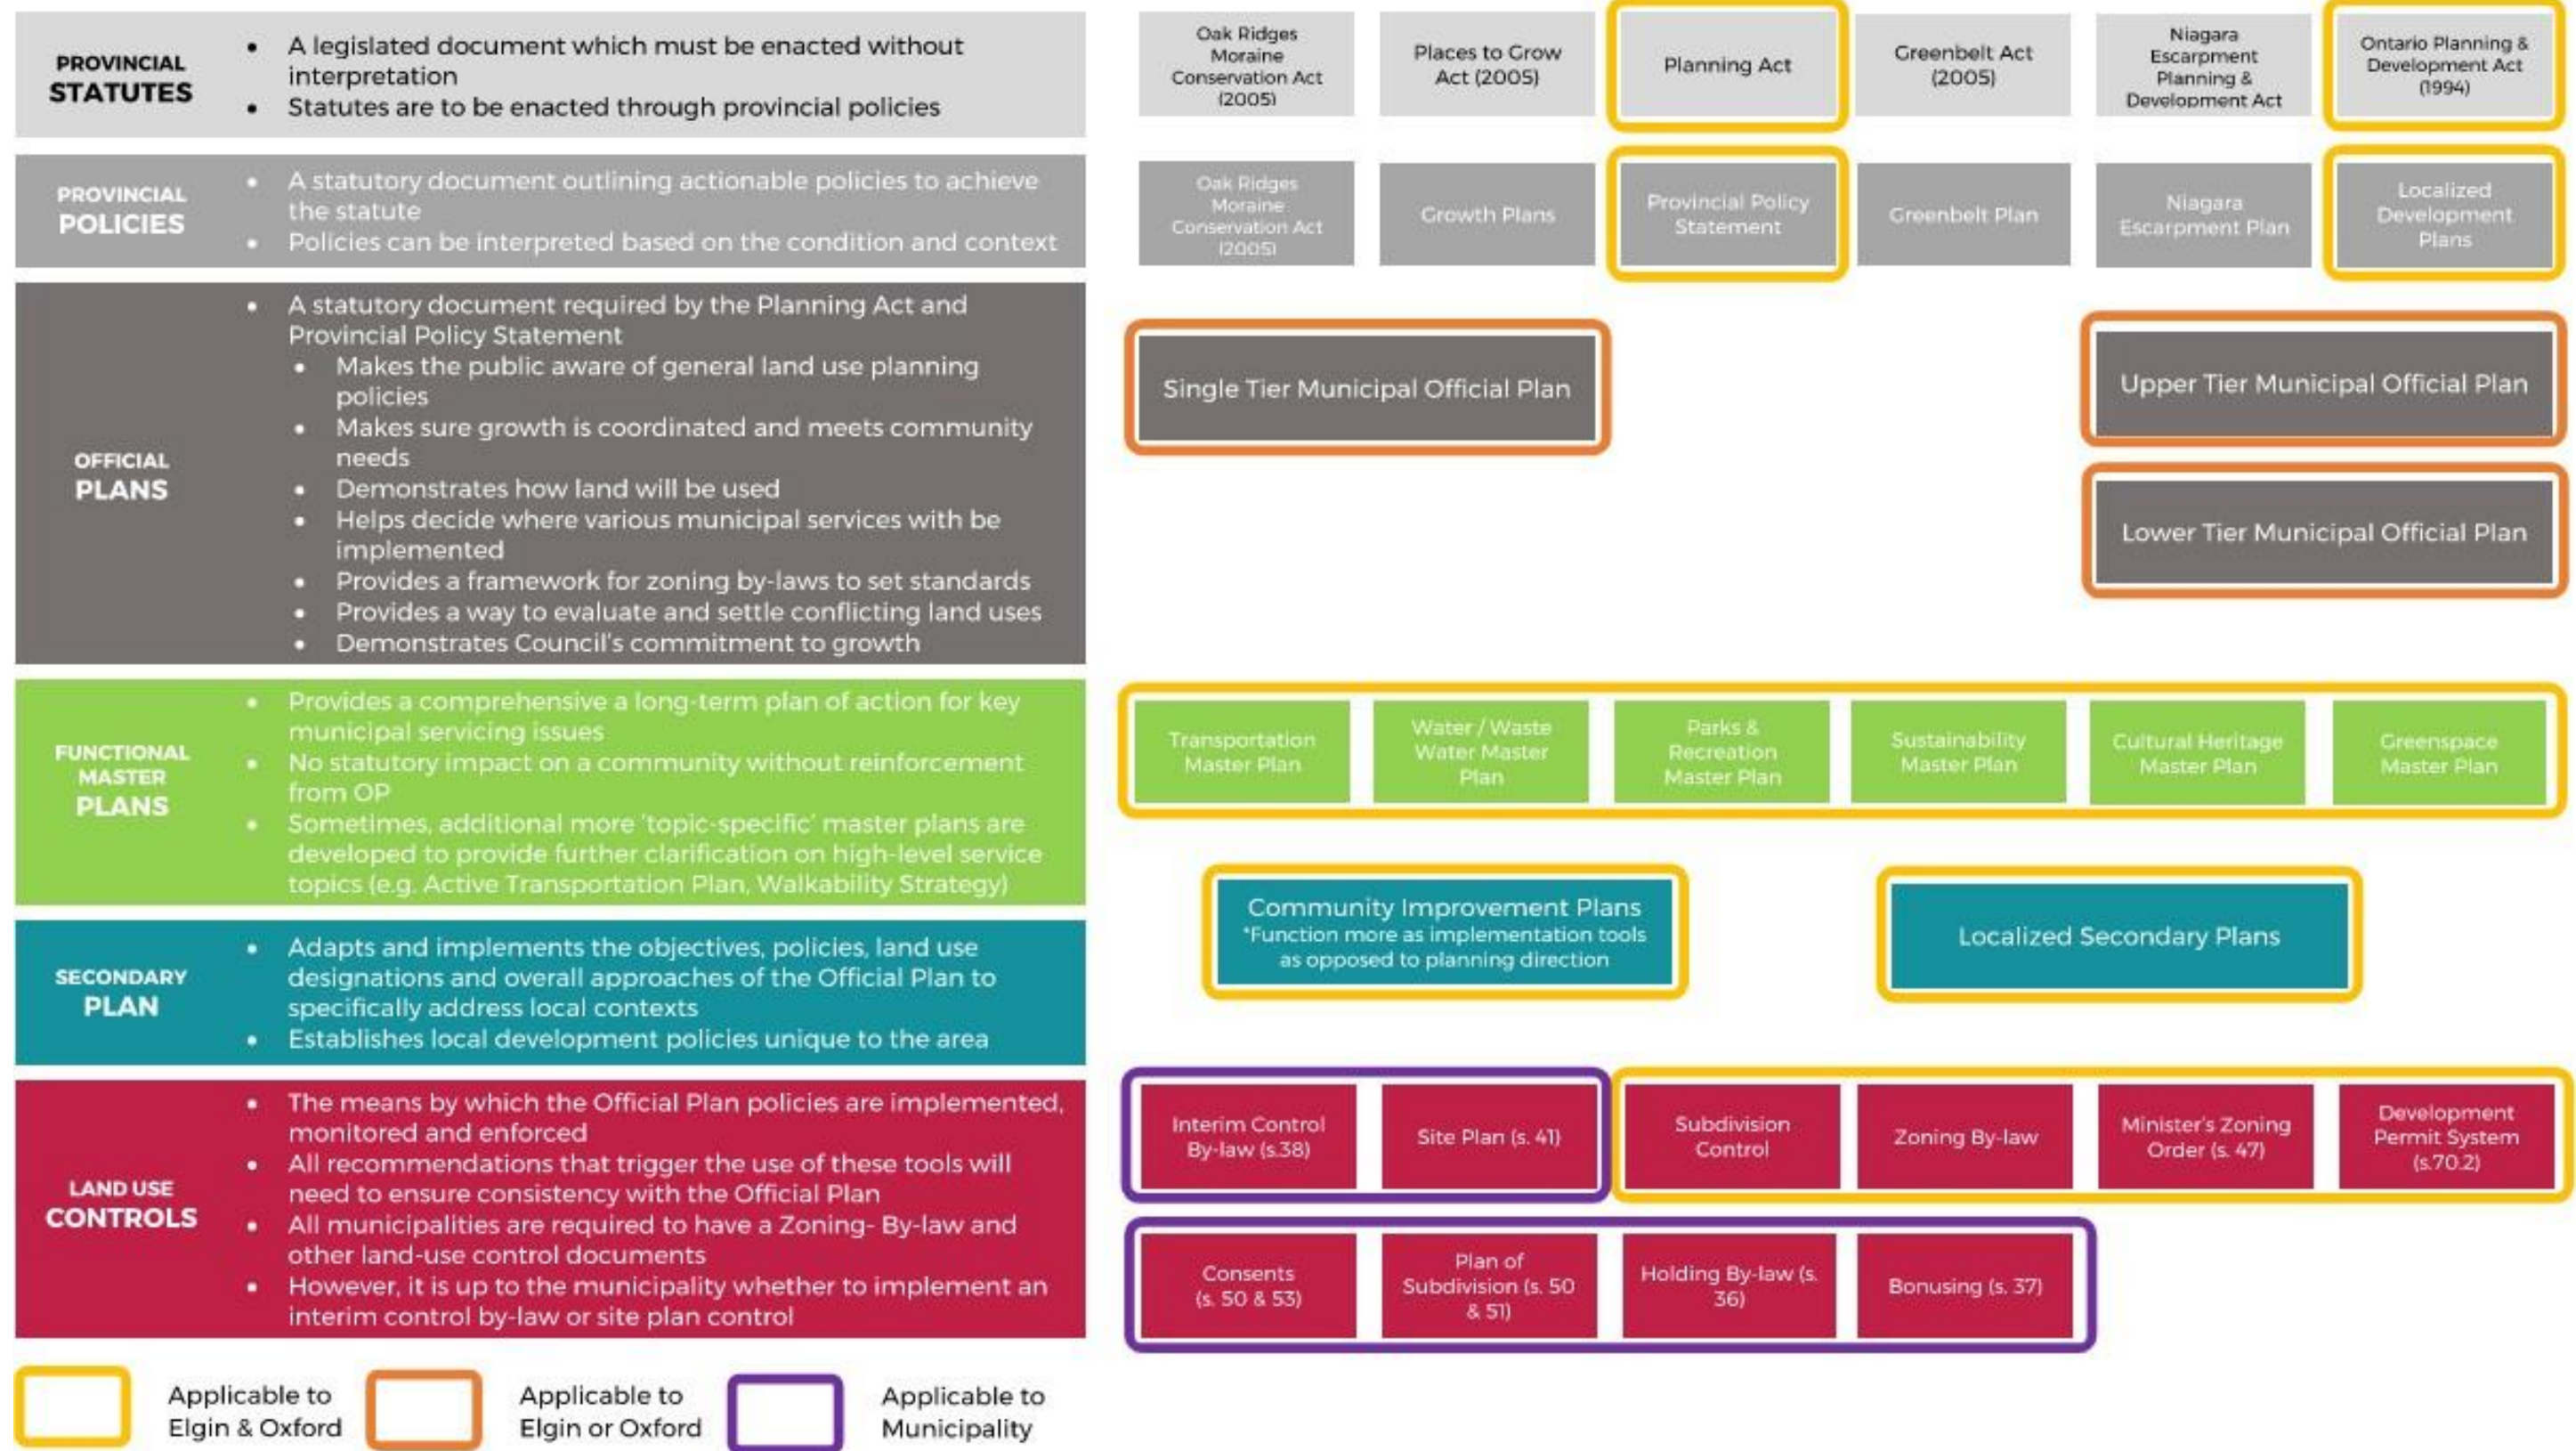 PROVINCIAL
STATUTES
• A legislated document which must be enacted without
interpretation
• Statutes are to be enacted through provincial policies
Oak Ridges
Moraine
Conservation Act
(2005)
Places to Grow
Act (2005)
Planning Act
Greenbelt Act
(2005)
Niagara
Escarpment
Planning &
Development Act
Ontario Planning &
Development Act
(1994)
PROVINCIAL
POLICIES
• A statutory document outlining actionable policies to achieve
the statute
• Policies can be interpreted based on the condition and context
Oak Ridges
Moraine
Conservation Act
(2005)
Growth Plans
Provincial Policy
Statement
Greenbelt Plan
Niagara
Escarpment Plan
Localized
Development
Plans
OFFICIAL
PLANS
• A statutory document required by the Planning Act and
Provincial Policy Statement
• Makes the public aware of general land use planning
policies
• Makes sure growth is coordinated and meets community
needs
• Demonstrates how land will be used
• Helps decide where various municipal services with be
implemented
• Provides a framework for zoning by-laws to set standards
• Provides a way to evaluate and settle conflicting land uses
• Demonstrates Council's commitment to growth
Single Tier Municipal Official Plan
Upper Tier Municipal Official Plan
Lower Tier Municipal Official Plan
FUNCTIONAL
MASTER
PLANS
• Provides a comprehensive a long-term plan of action for key
municipal servicing issues
• No statutory impact on a community without reinforcement
from OP
• Sometimes, additional more 'topic-specific' master plans are
developed to provide further clarification on high-level service
topics (e.g. Active Transportation Plan, Walkability Strategy)
Transportation
Master Plan
Water / Waste
Water Master
Plan
Parks &
Recreation
Master Plan
Sustainability
Master Plan
Cultural Heritage
Master Plan
Greenspace
Master Plan
SECONDARY
PLAN
• Adapts and implements the objectives, policies, land use
designations and overall approaches of the Official Plan to
specifically address local contexts
• Establishes local development policies unique to the area
Community Improvement Plans
*Function more as implementation tools
as opposed to planning direction
Localized Secondary Plans
LAND USE
CONTROLS
• The means by which the Official Plan policies are implemented,
monitored and enforced
• All recommendations that trigger the use of these tools will
need to ensure consistency with the Official Plan
• All municipalities are required to have a Zoning- By-law and
other land-use control documents
• However, it is up to the municipality whether to implement an
interim control by-law or site plan control
Interim Control
By-law (s.38)
Site Plan (s. 41)
Subdivision
Control
Zoning By-law
Minister's Zoning
Order (s. 47)
Development
Permit System
(s.70.2)
Consents
(s. 50 & 53)
Plan of
Subdivision (s. 50
& 51)
Holding By-law (s.
36)
Bonusing (s. 37)
Applicable to
Elgin & Oxford
Applicable to
Elgin or Oxford
Applicable to
Municipality